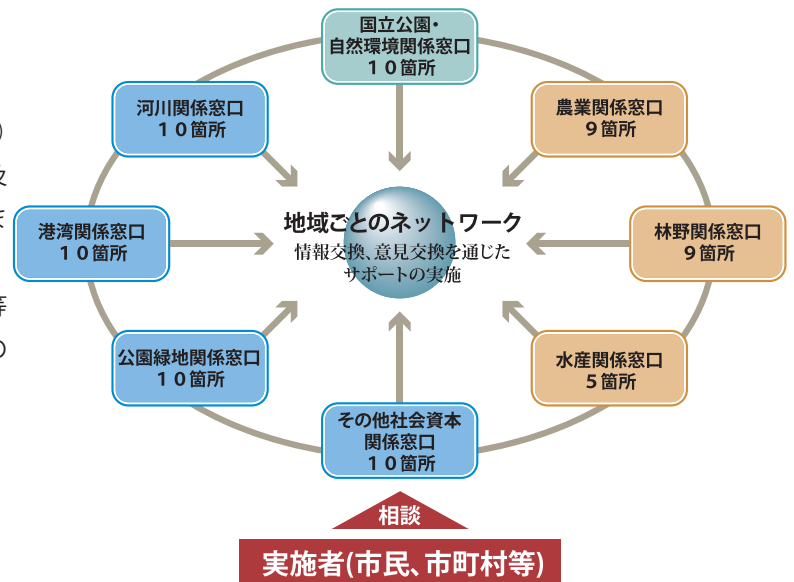 国立公園・
自然環境関係窓口
１０箇所
河川関係窓口
１０箇所
農業関係窓口
９箇所
港湾関係窓口
１０箇所
地域ごとのネットワーク
情報交換、意見交換を通じた
サポートの実施
林野関係窓口
９箇所
公園緑地関係窓口
１０箇所
水産関係窓口
５箇所
その他社会資本
関係窓口
１０箇所
相談
実施者(市民、市町村等)
)
等
の